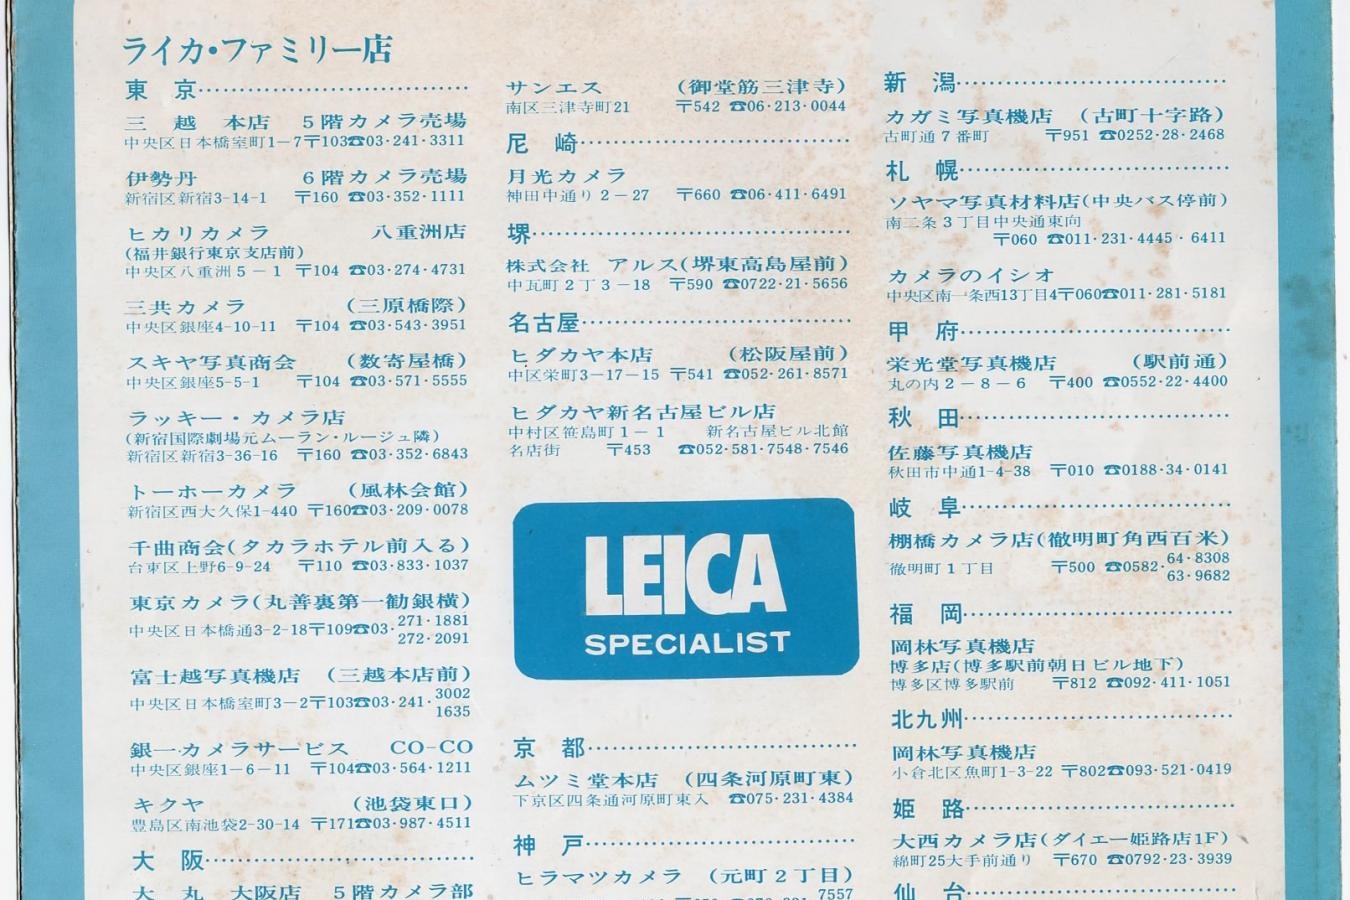 ライカ・ファミリー店
東 京
三 越 本店 5階カメラ売場
中央区日本橋室町1-7〒103☎03・241・3311
伊勢丹 6階カメラ売場
新宿区新宿3-14-1 〒160 ☎03・352・1111
ヒカリカメラ 八重洲店
(福井銀行東京支店前)
中央区八重洲5-1 〒104 ☎03・274・4731
三共カメラ (三原橋際)
中央区銀座4-10-11 〒104 ☎03・543・3951
スキヤ写真商会 (数寄屋橋)
中央区銀座5-5-1 〒104 ☎03・571・5555
ラッキー・カメラ店
(新宿国際劇場元ムーラン・ルージュ隣)
新宿区新宿3-36-16 〒160 ☎03・352・6843
トーホーカメラ (風林会館)
新宿区西大久保1-440 〒160☎03・209・0078
千曲商会(タカラホテル前入る)
台東区上野6-9-24 〒110 ☎03・833・1037
東京カメラ(丸善裏第一勧銀横)
中央区日本橋通3-2-18〒109☎03・271・1881
272・2091
富士越写真機店 (三越本店前)
中央区日本橋室町3-2〒103☎03・241・3002
1635
銀一カメラサービス CO-CO
中央区銀座1-6-11 〒104☎03・564・1211
キクヤ (池袋東口)
豊島区南池袋2-30-14 〒171☎03・987・4511
大 阪
大 丸 大阪店 5階カメラ部
サンエス (御堂筋三津寺)
南区三津寺町21 〒542 ☎06・213・0044
尼 崎
月光カメラ
神田中通り2-27 〒660 ☎06・411・6491
堺
株式会社 アルス(堺東高島屋前)
中瓦町2丁3-18 〒590 ☎0722・21・5656
名古屋
ヒダカヤ本店 (松阪屋前)
中区栄町3-17-15 〒541 ☎052・261・8571
ヒダカヤ新名古屋ビル店
中村区笹島町1-1 新名古屋ビル北館
名店街 〒453 ☎052・581・7548・7546
LEICA
SPECIALIST
京 都
ムツミ堂本店 (四条河原町東)
下京区四条通河原町東入 ☎075・231・4384
神 戸
ヒラマツカメラ (元町2丁目)
7557
新 潟
カガミ写真機店 (古町十字路)
古町通7番町 〒951 ☎0252・28・2468
札 幌
ソヤマ写真材料店(中央バス停前)
南二条3丁目中央通東向
〒060 ☎011・231・4445・6411
カメラのイシオ
中央区南一条西13丁目4〒060☎011・281・5181
甲 府
栄光堂写真機店 (駅前通)
丸の内2-8-6 〒400 ☎0552・22・4400
秋 田
佐藤写真機店
秋田市中通1-4-38 〒010 ☎0188・34・0141
岐 阜
棚橋カメラ店(徹明町角西百米)
徹明町1丁目 〒500 ☎0582・64・8308
63・9682
福 岡
岡林写真機店
博多店(博多駅前朝日ビル地下)
博多区博多駅前 〒812 ☎092・411・1051
北九州
岡林写真機店
小倉北区魚町1-3-22 〒802☎093・521・0419
姫 路
大西カメラ店(ダイエー姫路店1F)
綿町25大手前通り 〒670 ☎0792・23・3939
仙 台